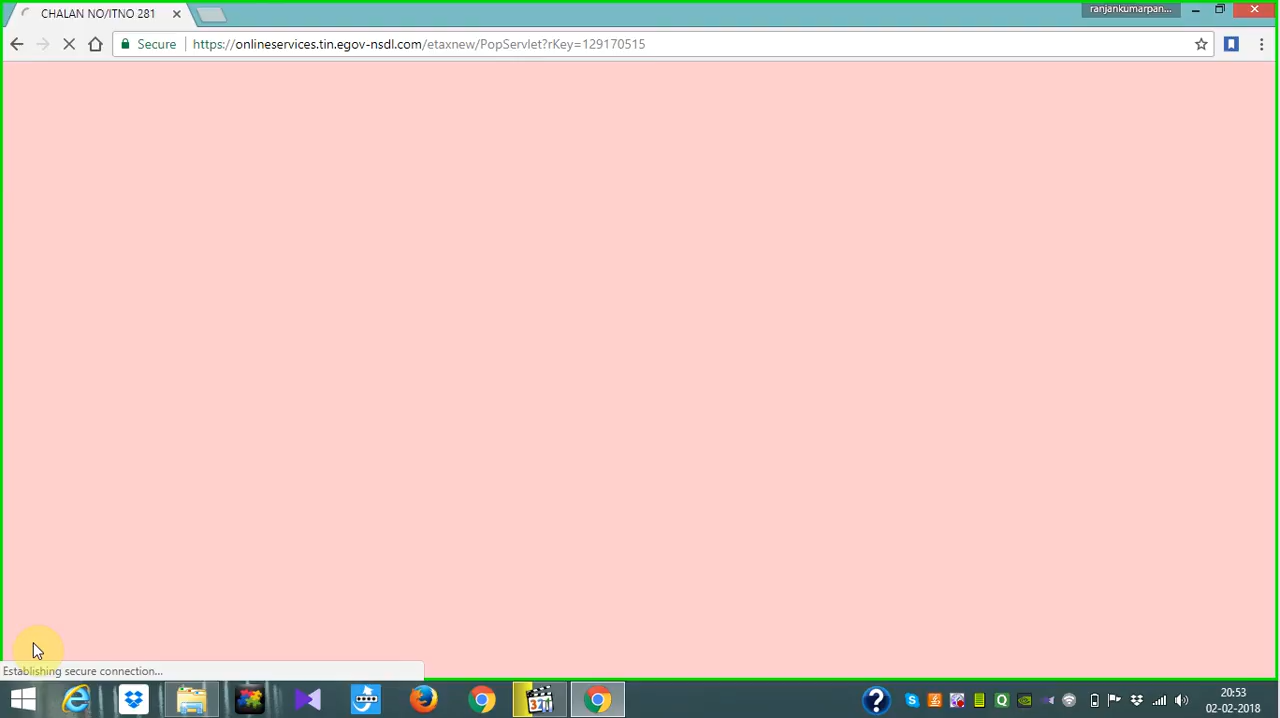 CHALAN NO/ITNO 281
ranjankumarpan...
Secure
https://onlineservices.tin.egov-nsdl.com/etaxnew/PopServlet?rKey=129170515
Establishing secure connection...
20:53
02-02-2018